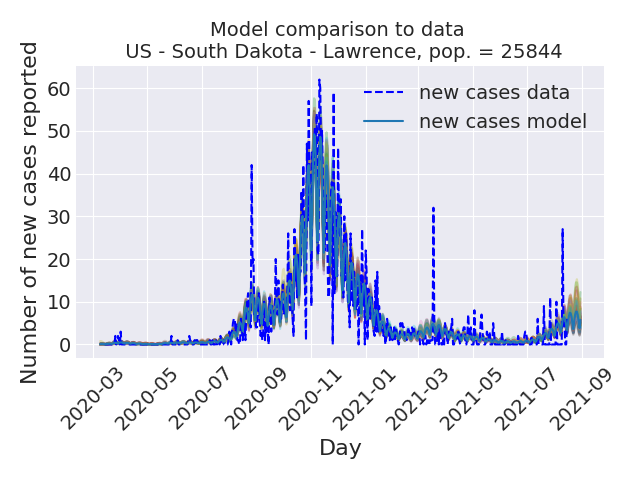 Model comparison to data
US - South Dakota - Lawrence, pop. = 25844
Number of new cases reported
60
50
40
30
20
10
0
new cases data
new cases model
2020-03
2020-05
2020-07
2020-09
2020-11
2021-01
2021-03
2021-05
2021-07
2021-09
Day